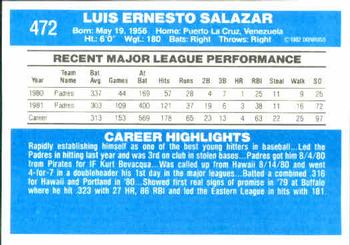 472
LUIS ERNESTO SALAZAR
Born: May 19, 1956 Home: Puerto La Cruz, Venezuela
Ht.: 6'0" Wgt.: 180 Bats: Right Throws: Right
© 1982 DONRUSS
RECENT MAJOR LEAGUE PERFORMANCE
Year Team Name Bat Avg Games At Bats Hits Runs 2B 3B HR RBI Steal Walk SO
1980 Padres 337 44 169 57 28 4 7 1 25 11 9 25
1981 Padres 303 109 400 121 37 19 6 3 38 11 16 72
Career 313 153 569 178 65 23 13 4 63 22 25 97
CAREER HIGHLIGHTS
Rapidly establishing himself as one of the best young hitters in baseball...Led the
Padres in hitting last year and was 3rd on club in stolen bases...Padres got him 8/4/80
from Pirates for IF Kurt Bevacqua...Was called up from Hawaii 8/14/80 and went
4-for-7 in a doubleheader his 1st day in the major leagues...Batted a combined
.316 for Hawaii and Portland in '80...Showed first real signs of promise in '79 at Buffalo
where he hit .323 with 27 HR, 86 RBI and led the Eastern League in hits with 181.